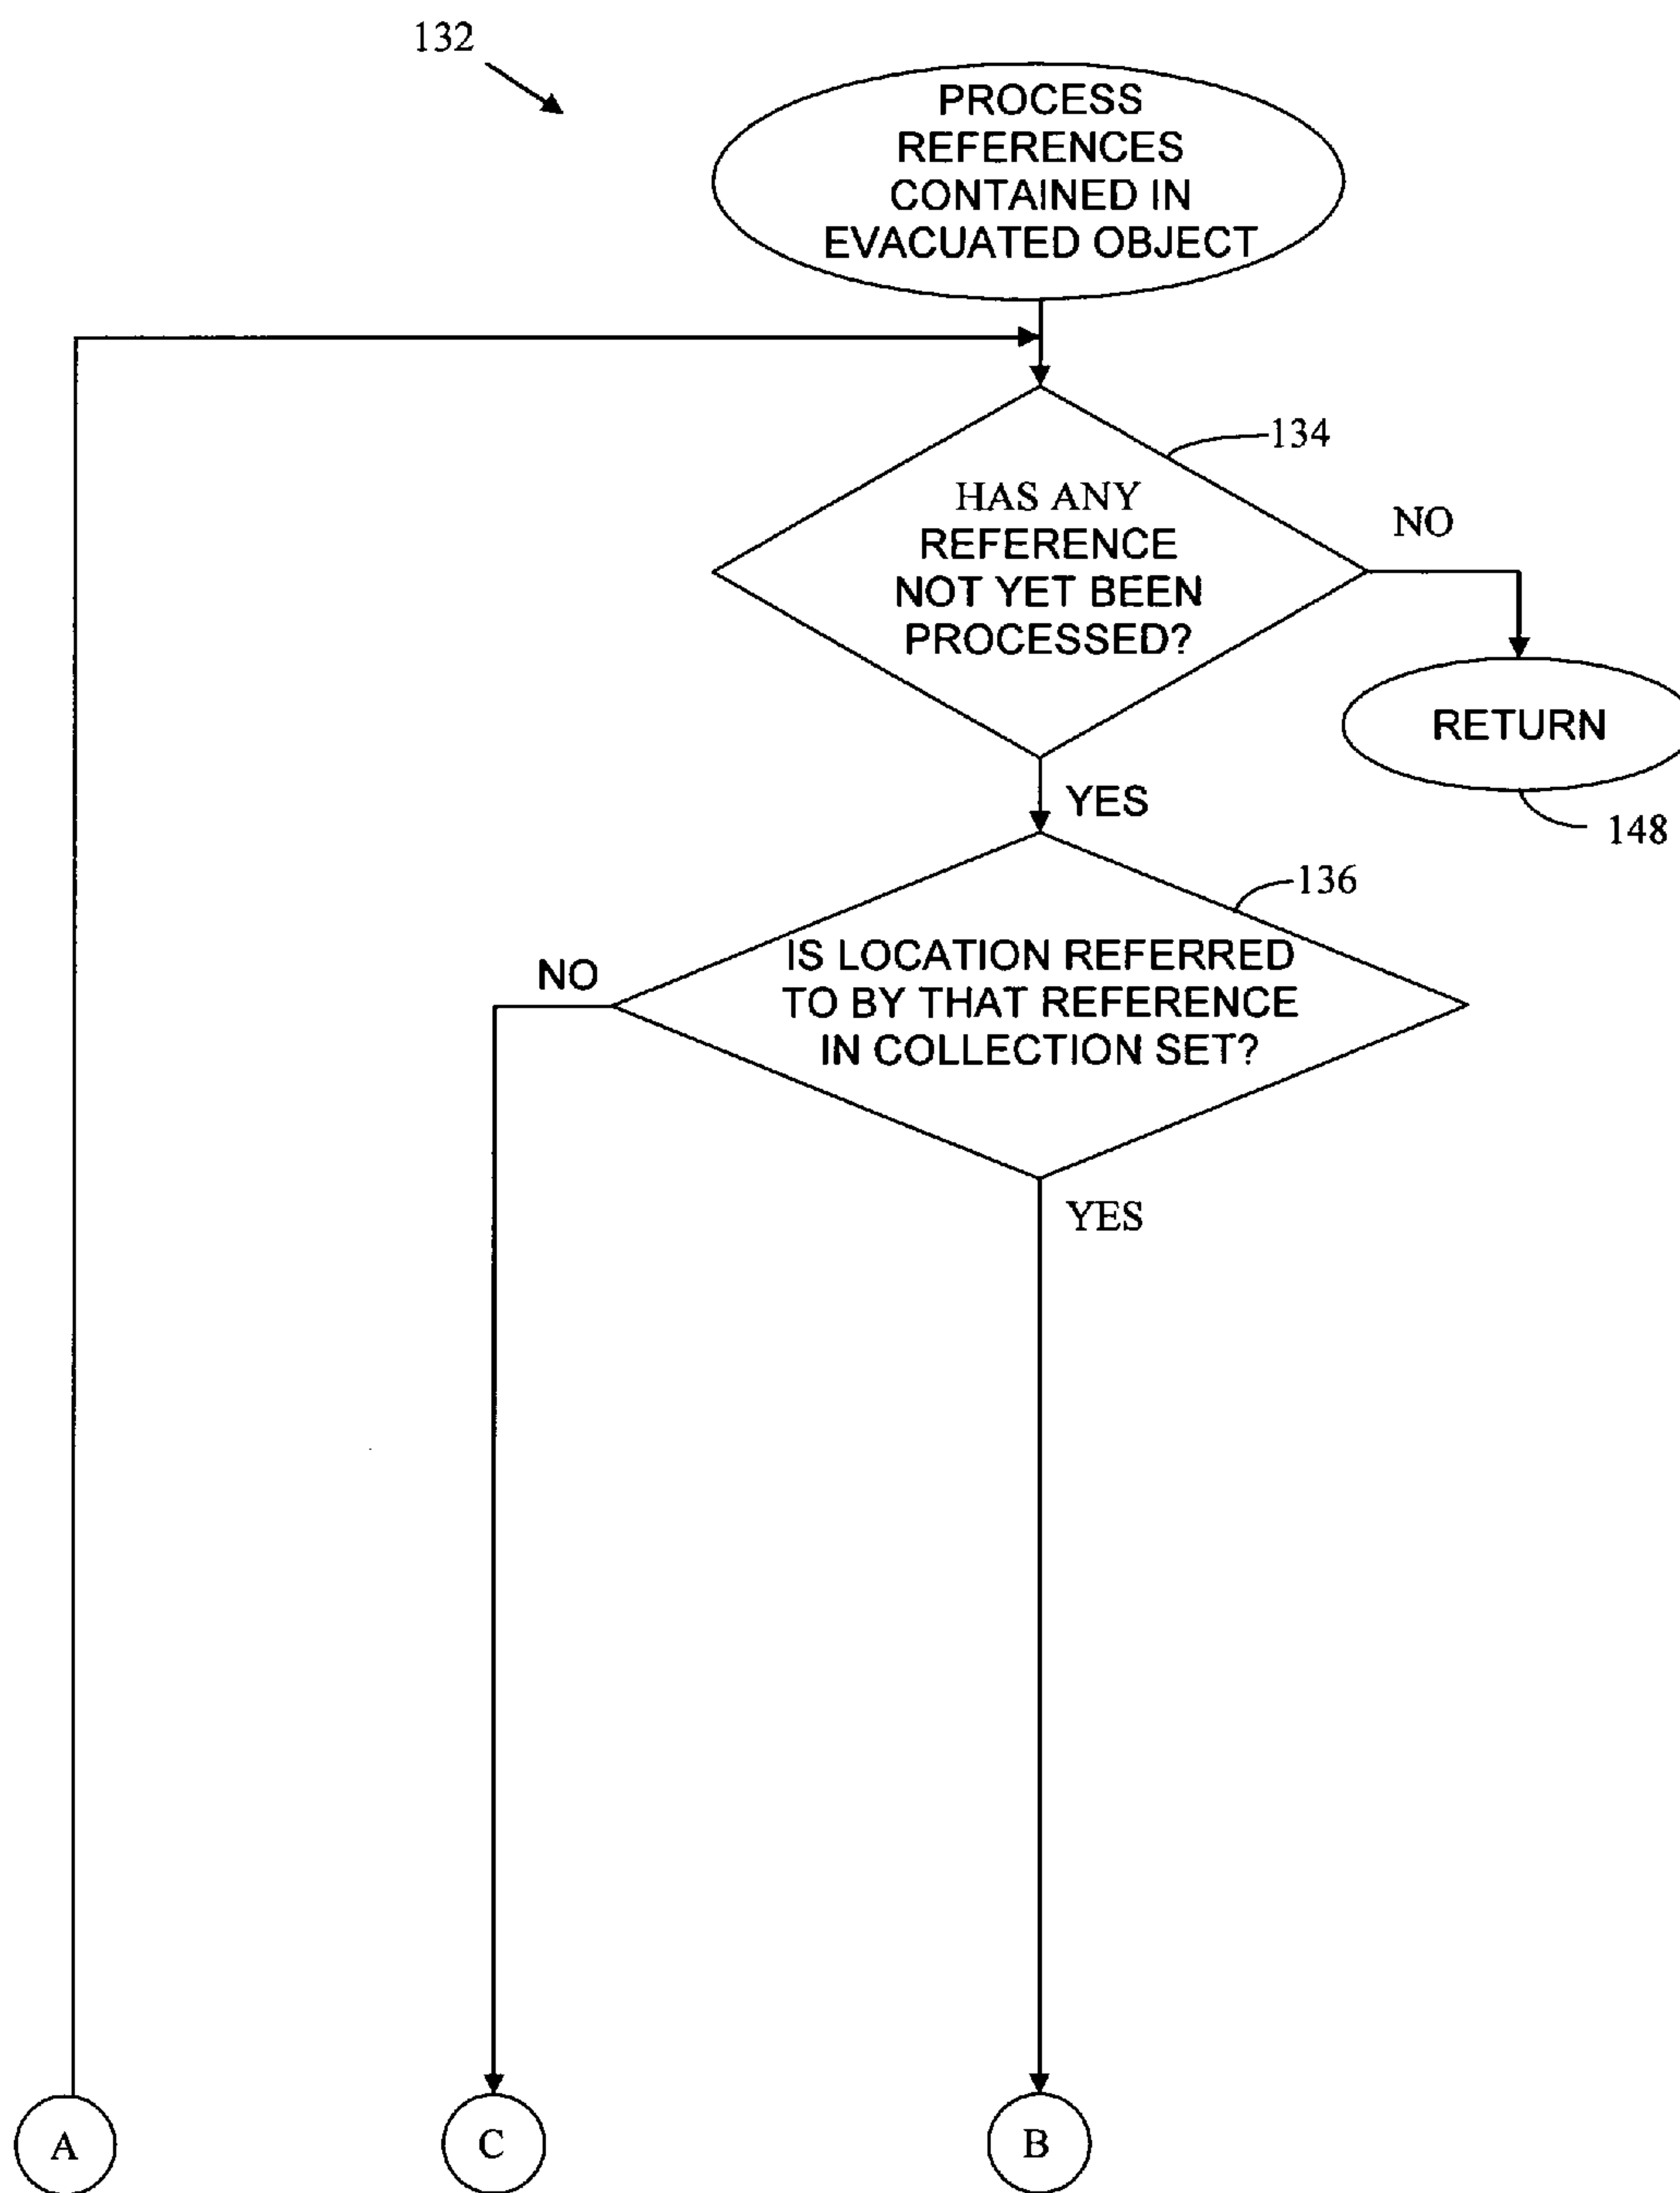 132
PROCESS
REFERENCES
CONTAINED IN
EVACUATED OBJECT
134
HAS ANY
REFERENCE
NOT YET BEEN
PROCESSED?
NO
RETURN
148
YES
136
IS LOCATION REFERRED
TO BY THAT REFERENCE
IN COLLECTION SET?
NO
YES
A
C
B